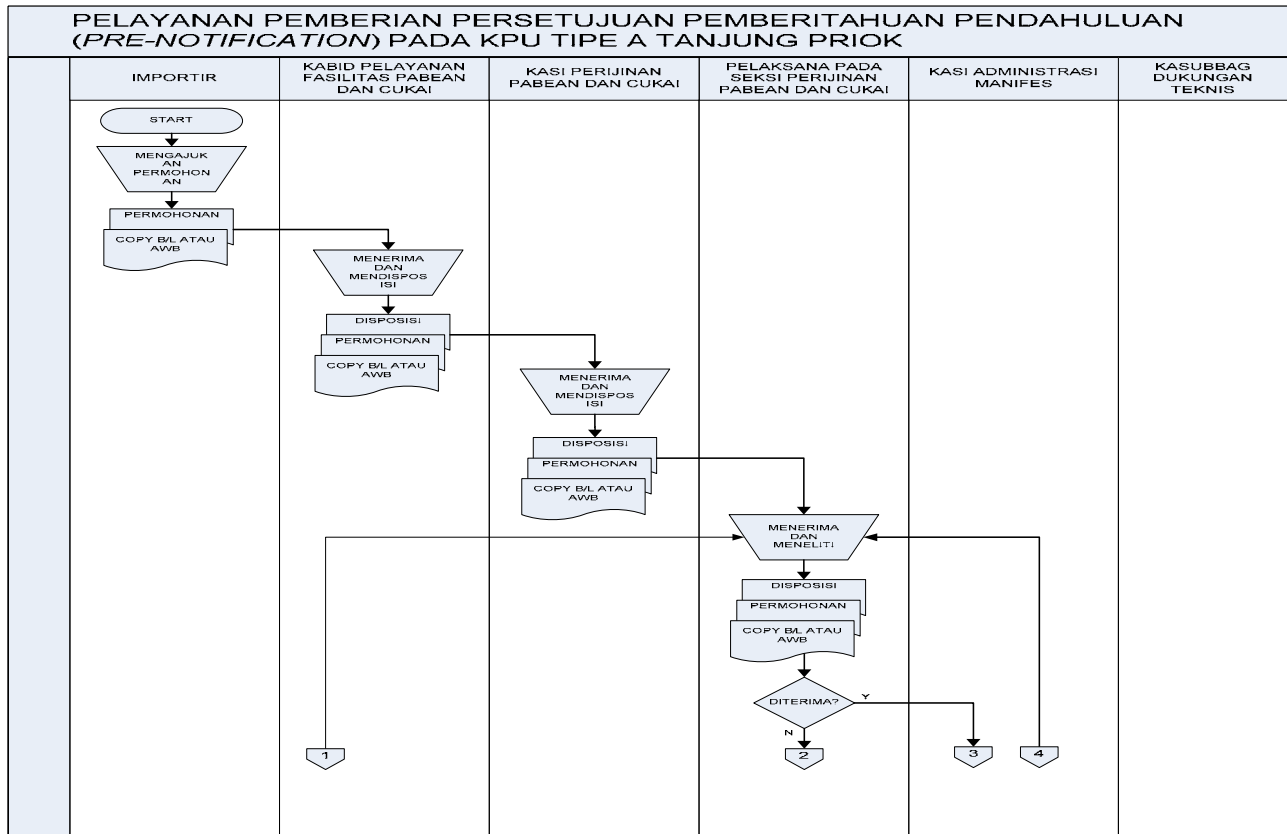 PELAYANAN PEMBERIAN PERSETUJUAN PEMBERITAHUAN PENDAHULUAN
(PRE-NOTIFICATION) PADA KPU TIPE A TANJUNG PRIOK
IMPORTIR
KABID PELAYANAN
FASILITAS PABEAN
DAN CUKAI
KASI PERIJINAN
PABEAN DAN CUKAI
PELAKSANA PADA
SEKSI PERIJINAN
PABEAN DAN CUKAI
KASI ADMINISTRASI
MANIFES
KASUBBAG
DUKUNGAN
TEKNIS
START
MENGAJUK
AN
PERMOHON
AN
PERMOHONAN
COPY B/L ATAU
AWB
MENERIMA
DAN
MENDISPOS
ISI
DISPOSISI
PERMOHONAN
COPY B/L ATAU
AWB
MENERIMA
DAN
MENDISPOS
ISI
DISPOSISI
PERMOHONAN
COPY B/L ATAU
AWB
MENERIMA
DAN
MENELITI
DISPOSISI
PERMOHONAN
COPY B/L ATAU
AWB
DITERIMA?
Y
N
1
2
3
4